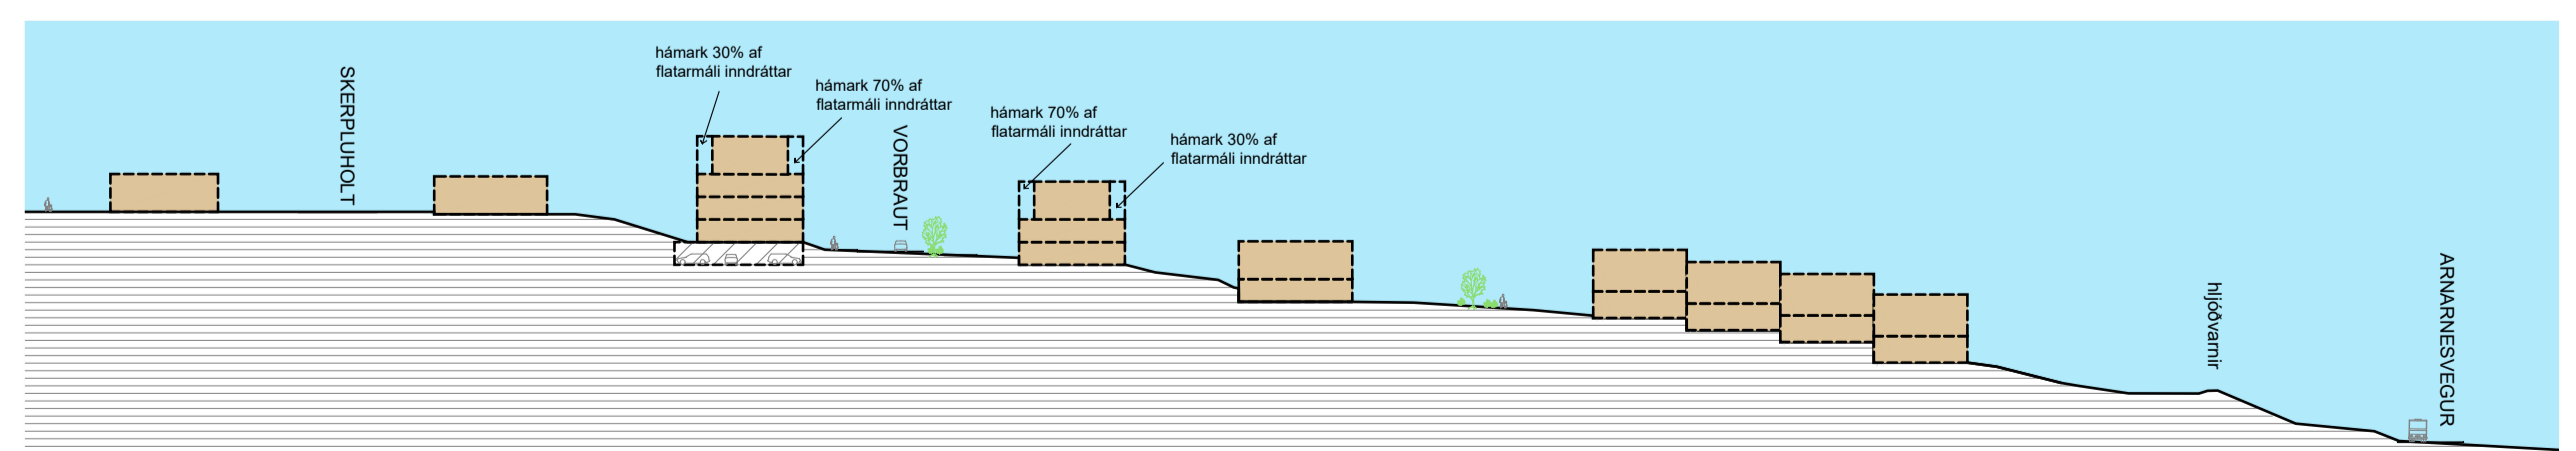 SKERPLUHOLT
hámark 30% af
flatarmáli inndráttar
hámark 70% af
flatarmáli inndráttar
VORBRAUT
hámark 70% af
flatarmáli inndráttar
hámark 30% af
flatarmáli inndráttar
hljóðvarnir
ARNARNESVEGUR